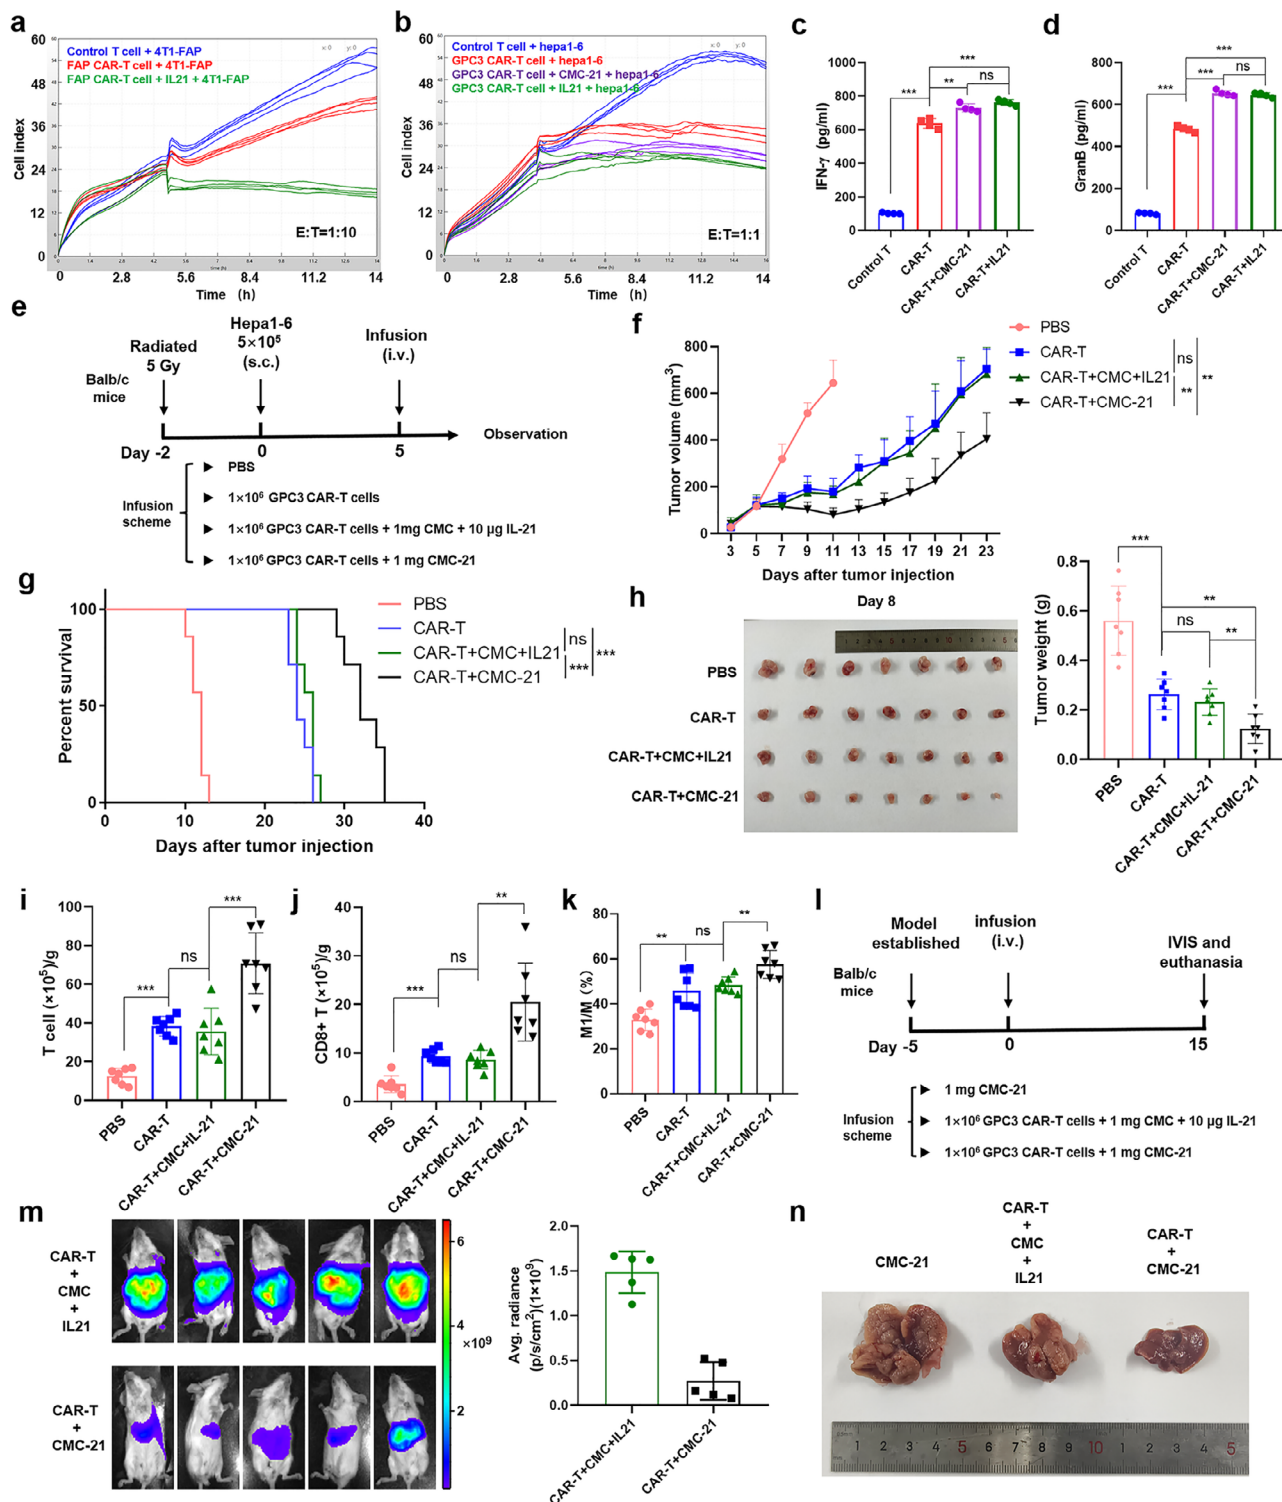 a
60
48
36
24
12
0
Cell index
Control T cell + 4T1-FAP
FAP CAR-T cell + 4T1-FAP
FAP CAR-T cell + IL21 + 4T1-FAP
x:0 y:0
E:T=1:10
0 2.8 5.6 8.4 11.2 14
Time (h)
b
60
48
36
24
12
0
Cell index
Control T cell + hepa1-6
GPC3 CAR-T cell + hepa1-6
GPC3 CAR-T cell + CMC-21 + hepa1-6
GPC3 CAR-T cell + IL21 + hepa1-6
x:0 y:0
E:T=1:1
0 2.8 5.6 8.4 11.2 14
Time (h)
c
IFN-γ (pg/ml)
1000
800
600
400
200
0
***
***
**
ns
Control T
CAR-T
CAR-T+CMC-21
CAR-T+IL21
d
GranB (pg/ml)
800
600
400
200
0
***
***
***
ns
Control T
CAR-T
CAR-T+CMC-21
CAR-T+IL21
e
Hepa1-6
5×10⁵
(s.c.)
Radiated
5 Gy
Infusion
(i.v.)
Balb/c
mice
Day -2 0 5
Observation
Infusion
scheme
PBS
1×10⁶ GPC3 CAR-T cells
1×10⁶ GPC3 CAR-T cells + 1mg CMC + 10 μg IL-21
1×10⁶ GPC3 CAR-T cells + 1 mg CMC-21
f
Tumor volume (mm³)
800
600
400
200
0
3 5 7 9 11 13 15 17 19 21 23
Days after tumor injection
PBS
CAR-T
CAR-T+CMC+IL21
CAR-T+CMC-21
ns
**
**
g
Percent survival
100
50
0
0 10 20 30 40
Days after tumor injection
PBS
CAR-T
CAR-T+CMC+IL21
CAR-T+CMC-21
ns
***
***
h
Day 8
PBS
CAR-T
CAR-T+CMC+IL21
CAR-T+CMC-21
Tumor weight (g)
0.8
0.6
0.4
0.2
0.0
***
**
ns
**
PBS
CAR-T
CAR-T+CMC+IL-21
CAR-T+CMC-21
i
T cell (×10⁵)/g
100
80
60
40
20
0
***
ns
***
PBS
CAR-T
CAR-T+CMC+IL-21
CAR-T+CMC-21
j
CD8+ T (×10⁵)/g
40
30
20
10
0
***
ns
**
PBS
CAR-T
CAR-T+CMC+IL-21
CAR-T+CMC-21
k
M1/M (%)
80
60
40
20
0
**
ns
**
PBS
CAR-T
CAR-T+CMC+IL-21
CAR-T+CMC-21
l
Model
established
infusion
(i.v.)
IVIS and
euthanasia
Balb/c
mice
Day -5 0 15
Infusion
scheme
1 mg CMC-21
1×10⁶ GPC3 CAR-T cells + 1 mg CMC + 10 μg IL-21
1×10⁶ GPC3 CAR-T cells + 1 mg CMC-21
m
CAR-T
+
CMC
+
IL21
CAR-T
+
CMC-21
6
4
×10⁹
2
Avg. radiance
(p/s/cm²)(1×10⁹)
2.0
1.5
1.0
0.5
0.0
CAR-T+CMC+IL21
CAR-T+CMC-21
n
CMC-21
CAR-T
+
CMC
+
IL21
CAR-T
+
CMC-21
1 2 3 4 5 6 7 8 9 10 1 2 3 4 5